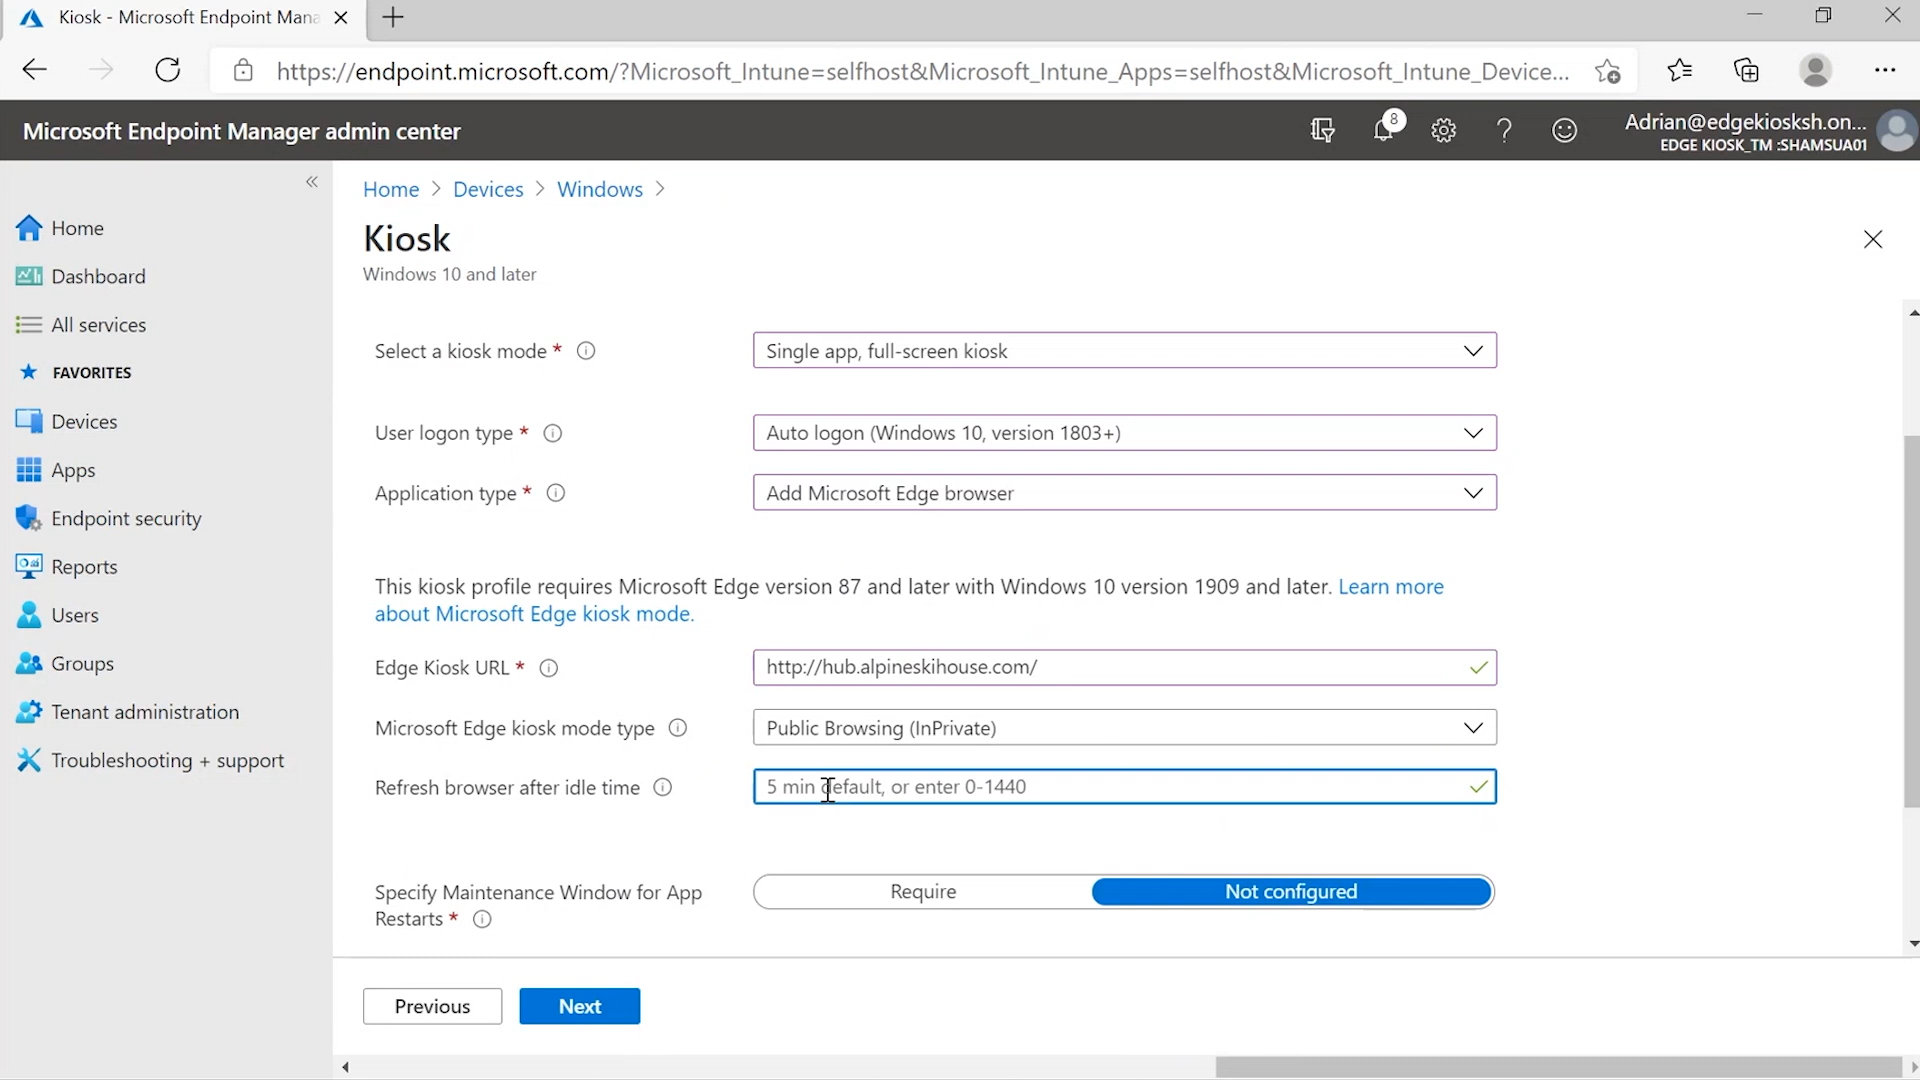 Kiosk - Microsoft Endpoint Mana
https://endpoint.microsoft.com/?Microsoft_Intune=selfhost&Microsoft_Intune_Apps=selfhost&Microsoft_Intune_Device...
Microsoft Endpoint Manager admin center
8
Adrian@edgekiosksh.on...
EDGE KIOSK_TM :SHAMSUA01
Home
Dashboard
All services
FAVORITES
Devices
Apps
Endpoint security
Reports
Users
Groups
Tenant administration
Troubleshooting + support
Home > Devices > Windows >
Kiosk
Windows 10 and later
Select a kiosk mode * Single app, full-screen kiosk
User logon type * Auto logon (Windows 10, version 1803+)
Application type * Add Microsoft Edge browser
This kiosk profile requires Microsoft Edge version 87 and later with Windows 10 version 1909 and later. Learn more
about Microsoft Edge kiosk mode.
Edge Kiosk URL * http://hub.alpineskihouse.com/
Microsoft Edge kiosk mode type Public Browsing (InPrivate)
Refresh browser after idle time 5 min default, or enter 0-1440
Specify Maintenance Window for App
Restarts *
Require Not configured
Previous Next